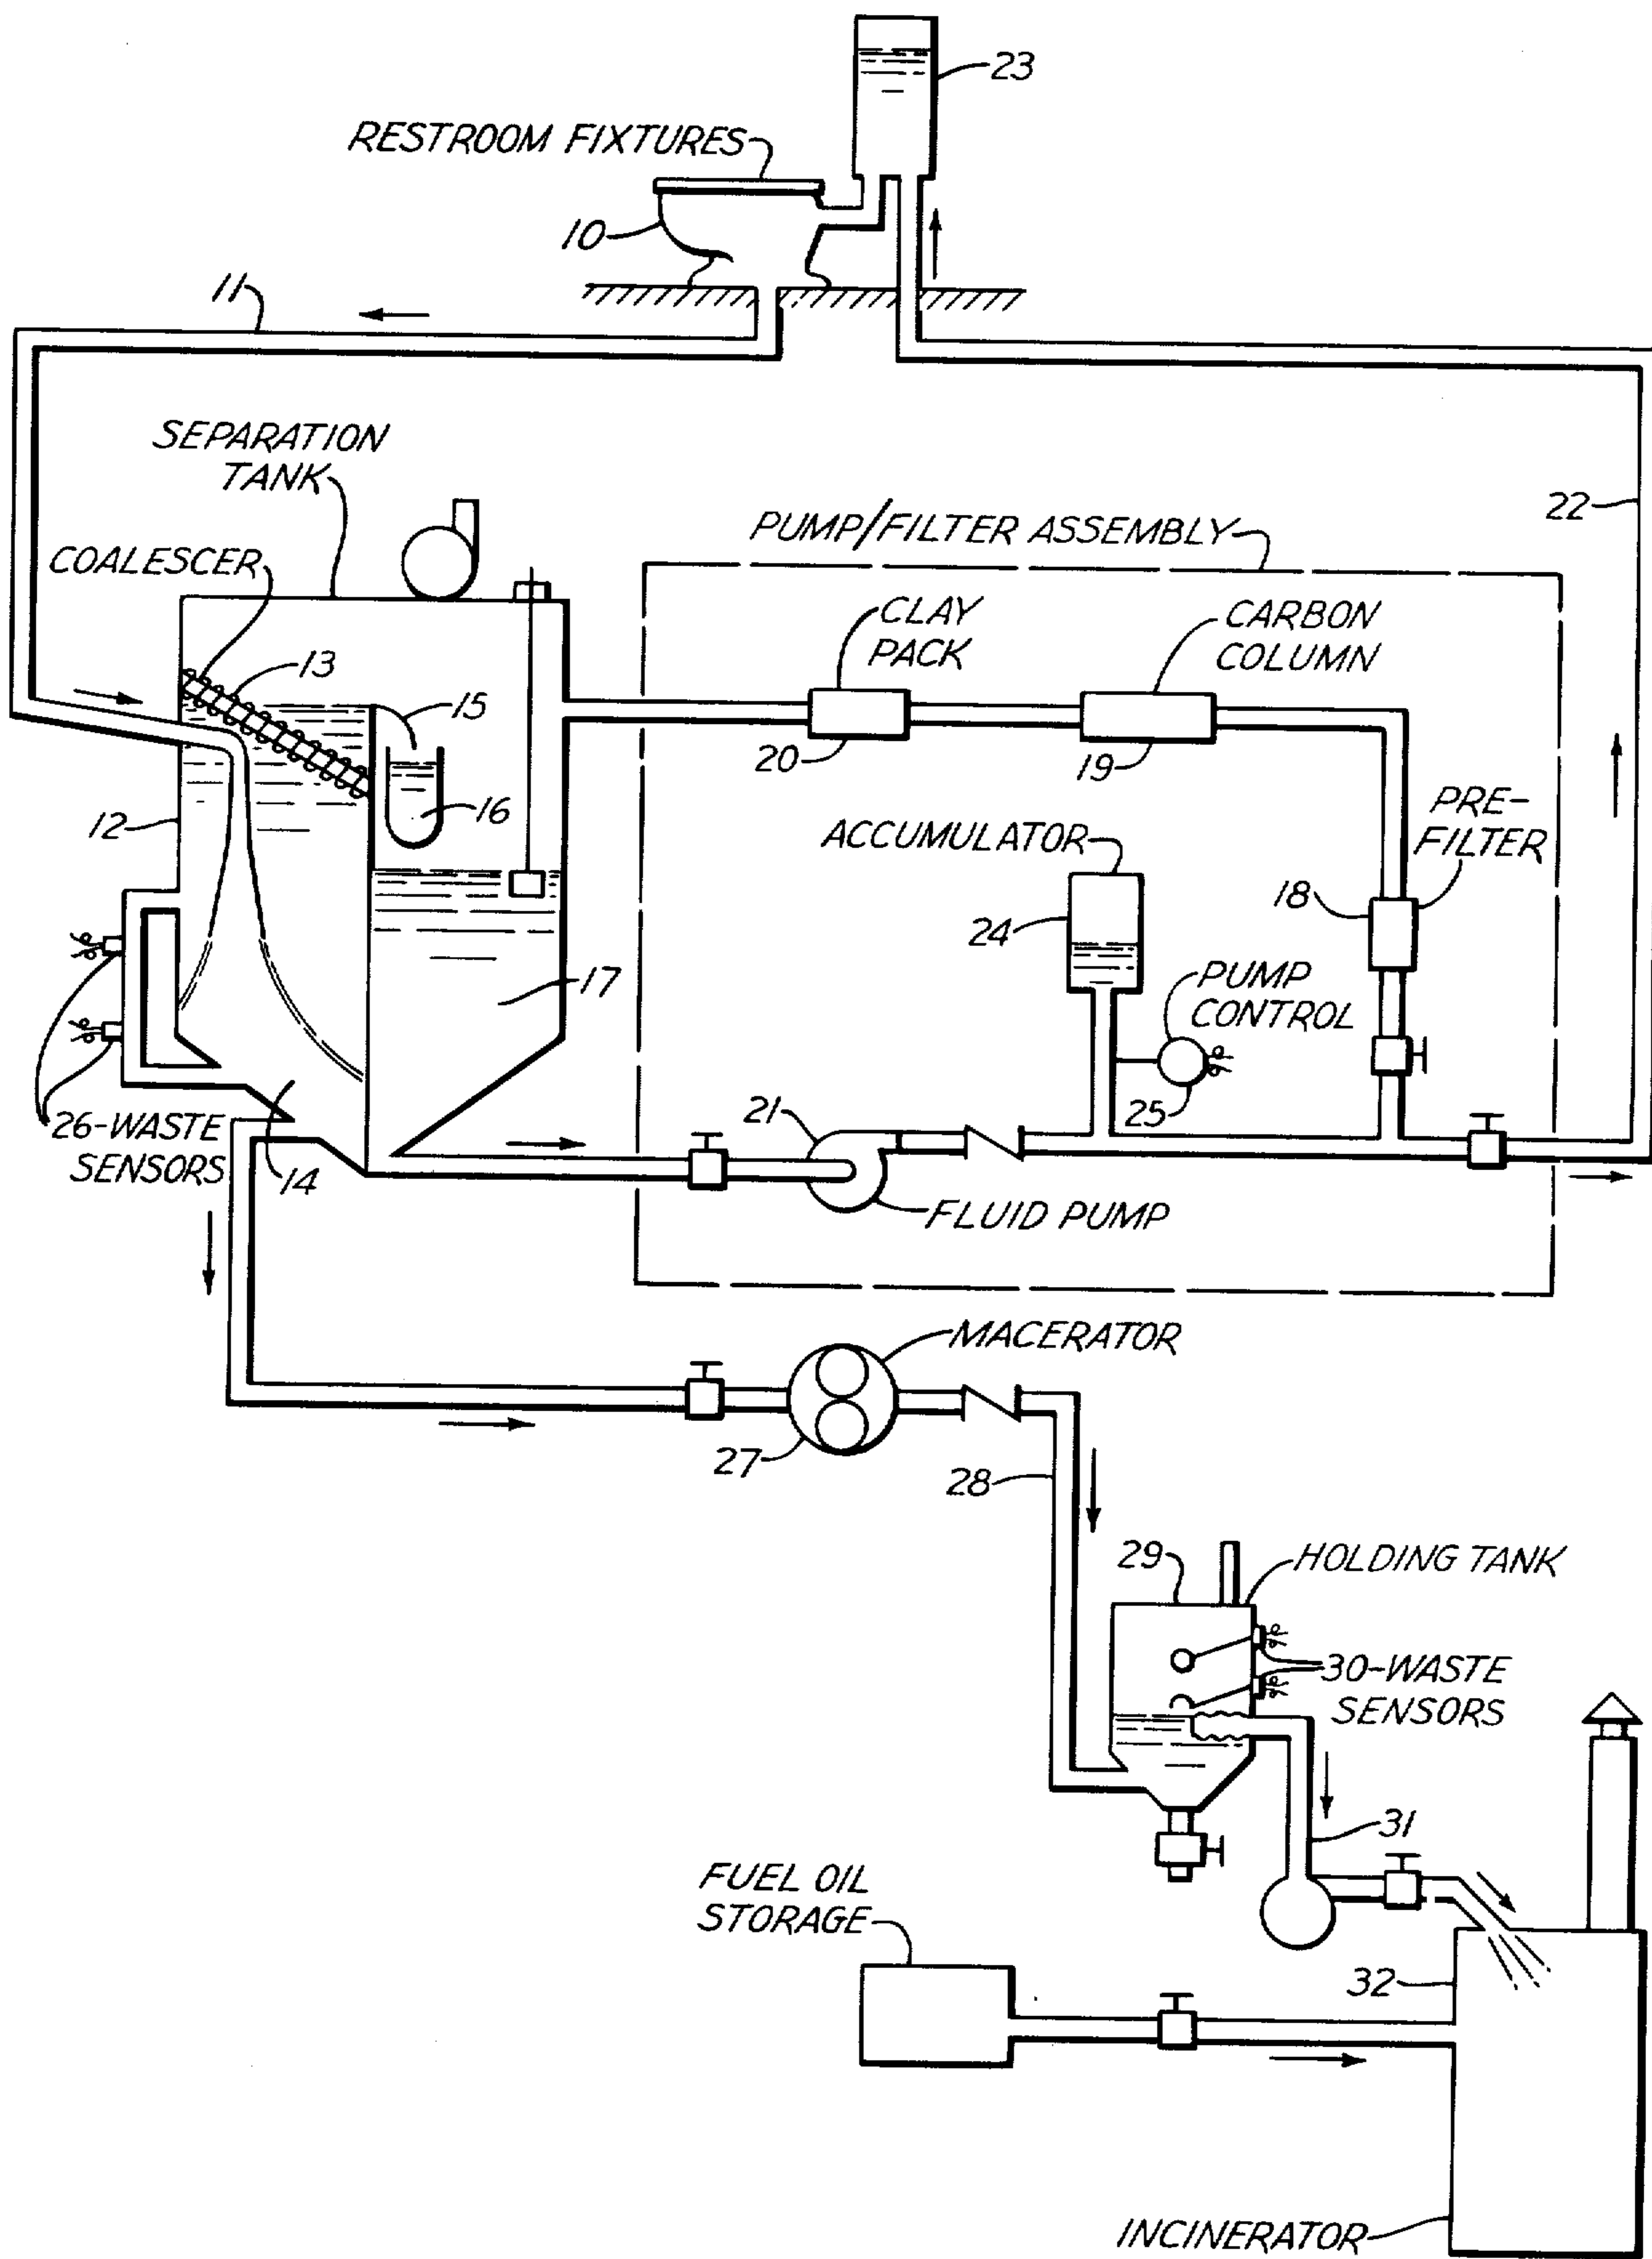 23
RESTROOM FIXTURES
10
11
SEPARATION
TANK
22
PUMP/FILTER ASSEMBLY
COALESCER
CLAY
PACK
CARBON
COLUMN
13
15
20
19
16
12
PRE-
FILTER
ACCUMULATOR
18
24
17
PUMP
CONTROL
25
21
26-WASTE
SENSORS
14
FLUID PUMP
MACERATOR
27
28
29
HOLDING TANK
30-WASTE
SENSORS
31
FUEL OIL
STORAGE
32
INCINERATOR